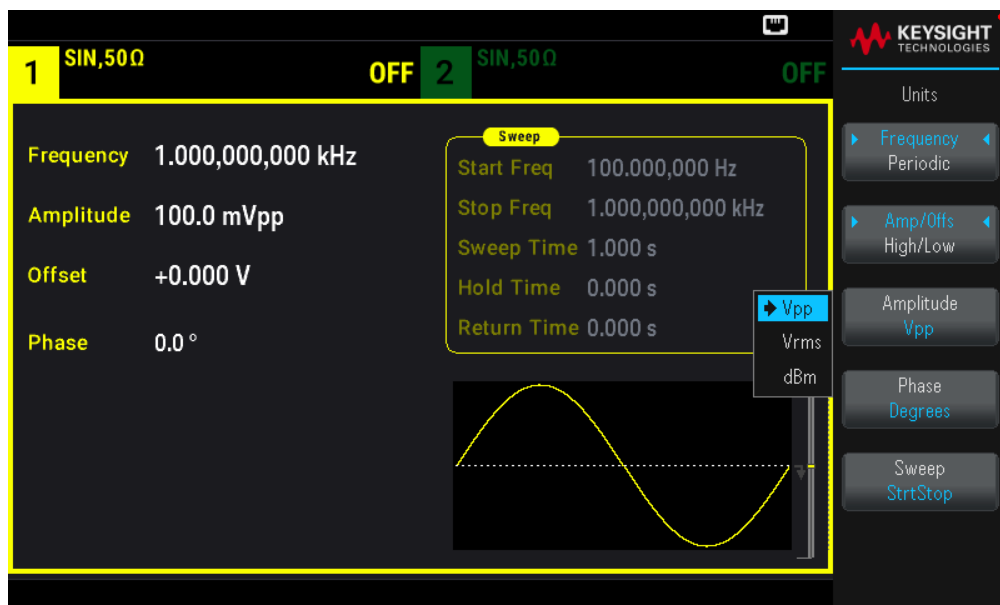 KEYSIGHT
TECHNOLOGIES
1 SIN,50Ω OFF 2 SIN,50Ω OFF
Frequency 1.000,000,000 kHz
Amplitude 100.0 mVpp
Offset +0.000 V
Phase 0.0 °
Sweep
Start Freq 100.000,000 Hz
Stop Freq 1.000,000,000 kHz
Sweep Time 1.000 s
Hold Time 0.000 s
Return Time 0.000 s
Vpp
Vrms
dBm
Units
Frequency
Periodic
Amp/Offs
High/Low
Amplitude
Vpp
Phase
Degrees
Sweep
StrtStop